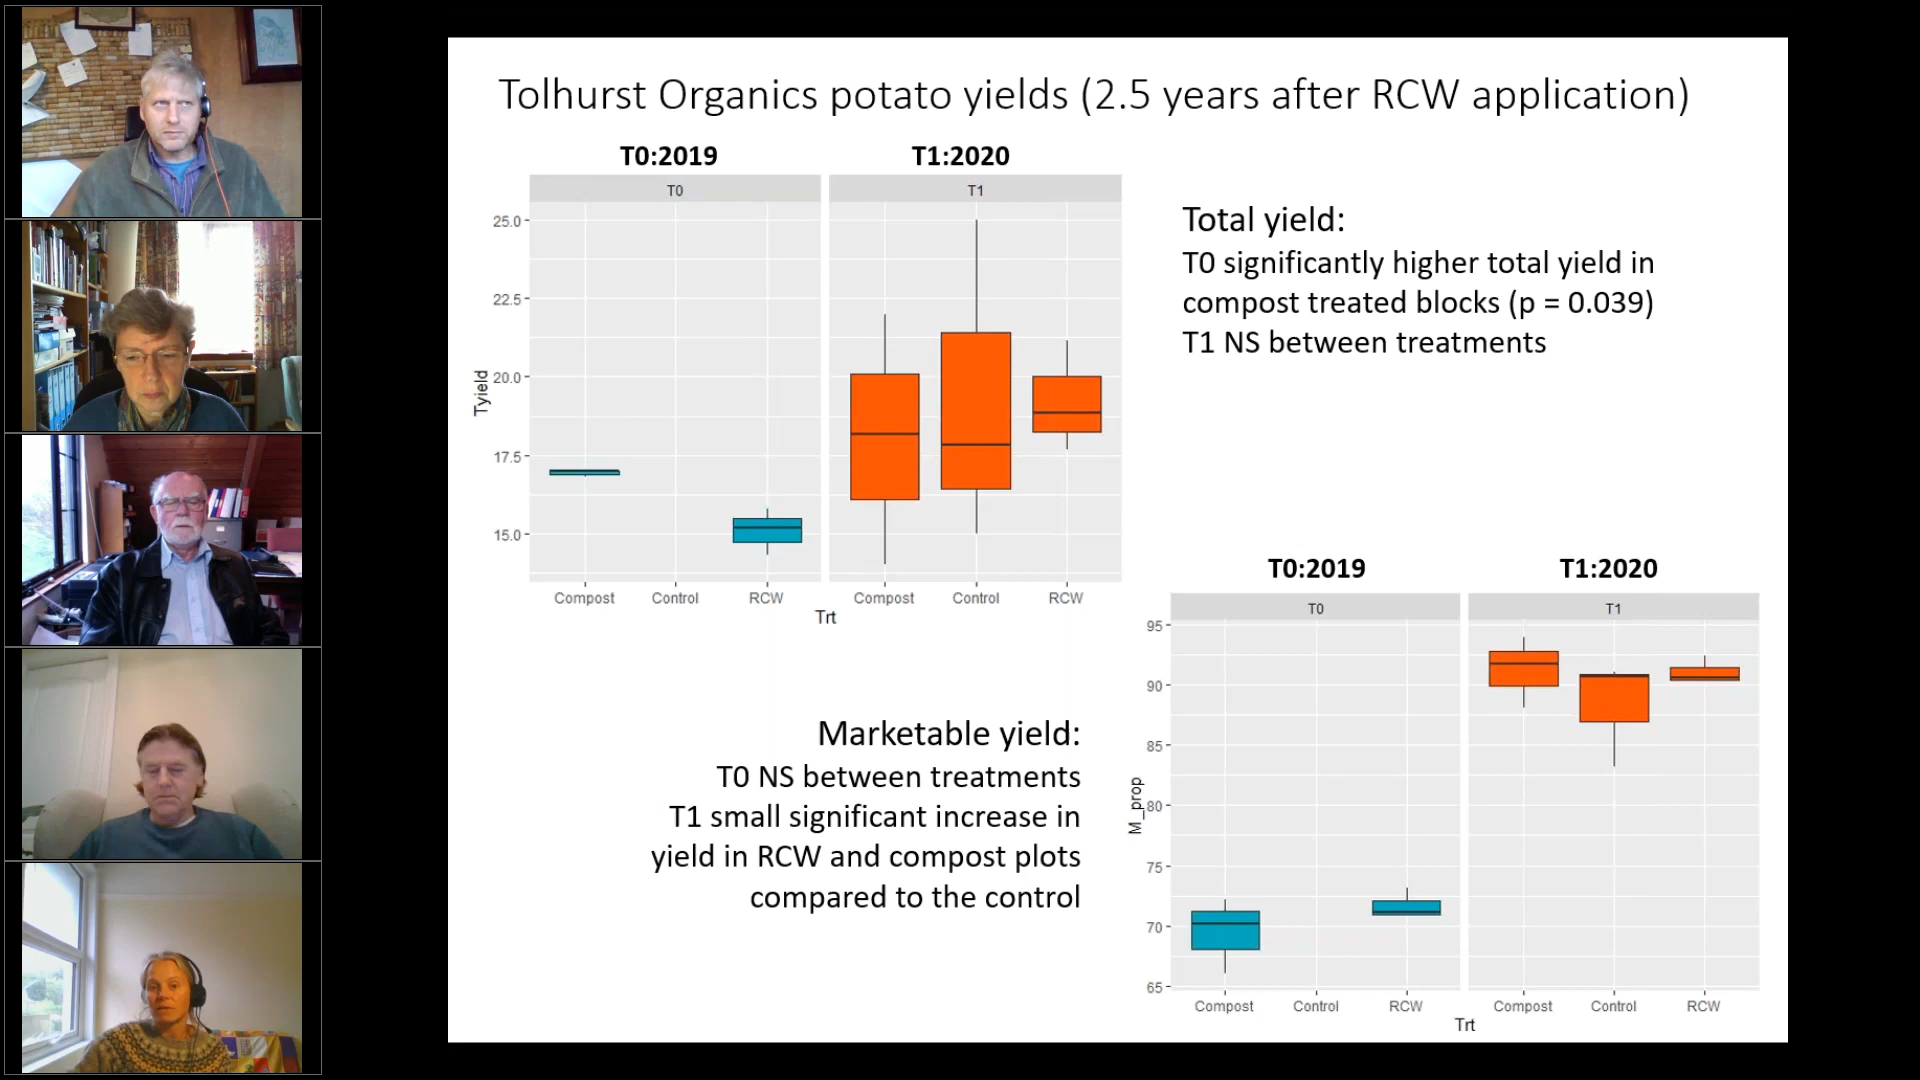 Tolhurst Organics potato yields (2.5 years after RCW application)
T0:2019
T1:2020
T0
T1
25.0
22.5
20.0
17.5
15.0
Tyield
Compost
Control
RCW
Compost
Control
RCW
Trt
Total yield:
T0 significantly higher total yield in
compost treated blocks (p = 0.039)
T1 NS between treatments
Marketable yield:
T0 NS between treatments
T1 small significant increase in
yield in RCW and compost plots
compared to the control
T0:2019
T1:2020
T0
T1
95
90
85
80
75
70
65
M_prop
Compost
Control
RCW
Compost
Control
RCW
Trt